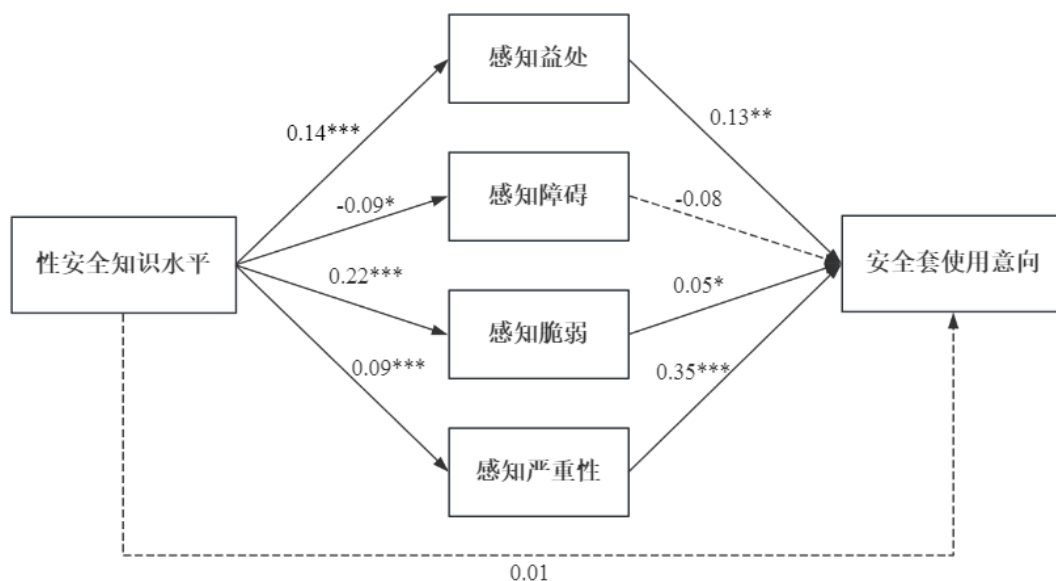 感知益处
0.14***
0.13**
感知障碍
-0.09*
-0.08
性安全知识水平
安全套使用意向
0.22***
0.05*
感知脆弱
0.09***
0.35***
感知严重性
0.01